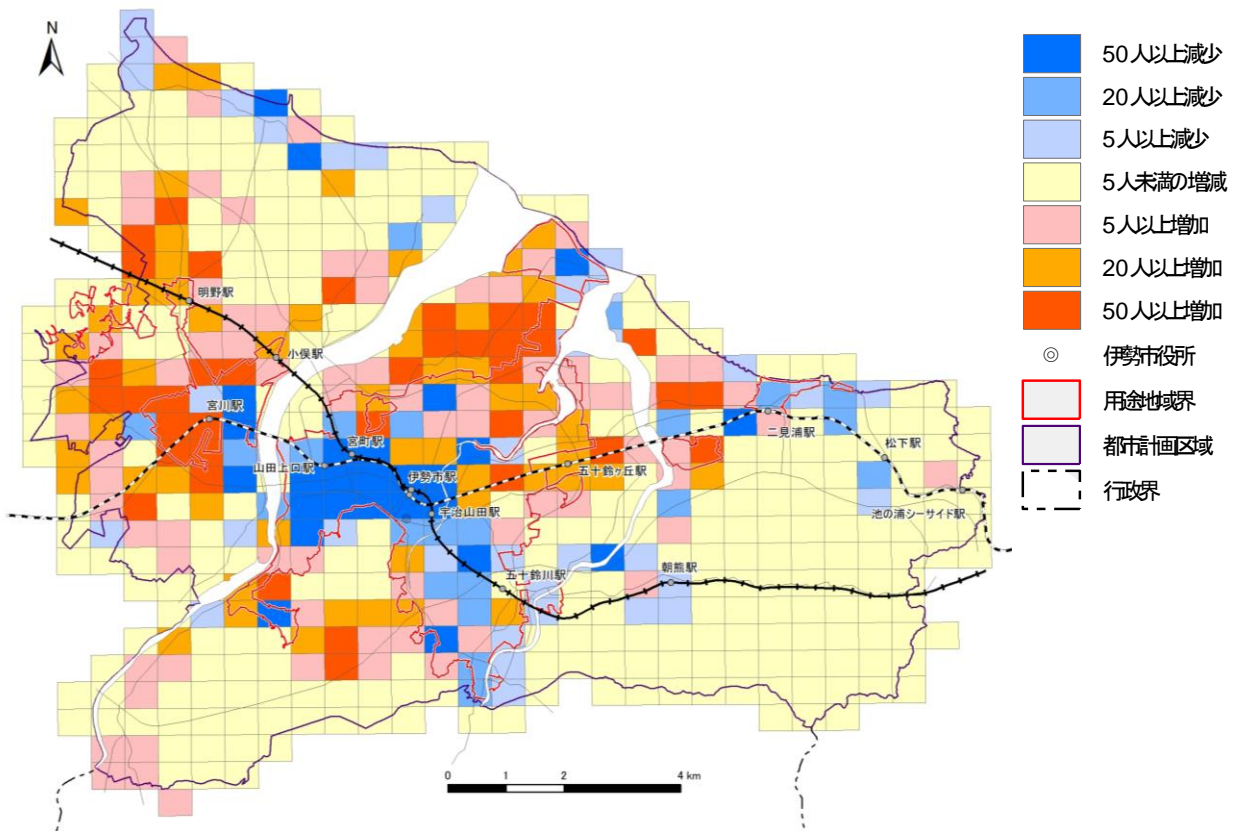 N
50人以上減少
20人以上減少
5人以上減少
5人未満の増減
5人以上増加
20人以上増加
50人以上増加
伊勢市役所
用途地域界
都市計画区域
行政界
明野駅
小俣駅
宮川駅
宮町駅
山田上口駅
伊勢市駅
宇治山田駅
五十鈴ヶ丘駅
二見浦駅
松下駅
池の浦シーサイド駅
五十鈴川駅
朝熊駅
0 1 2 4 km